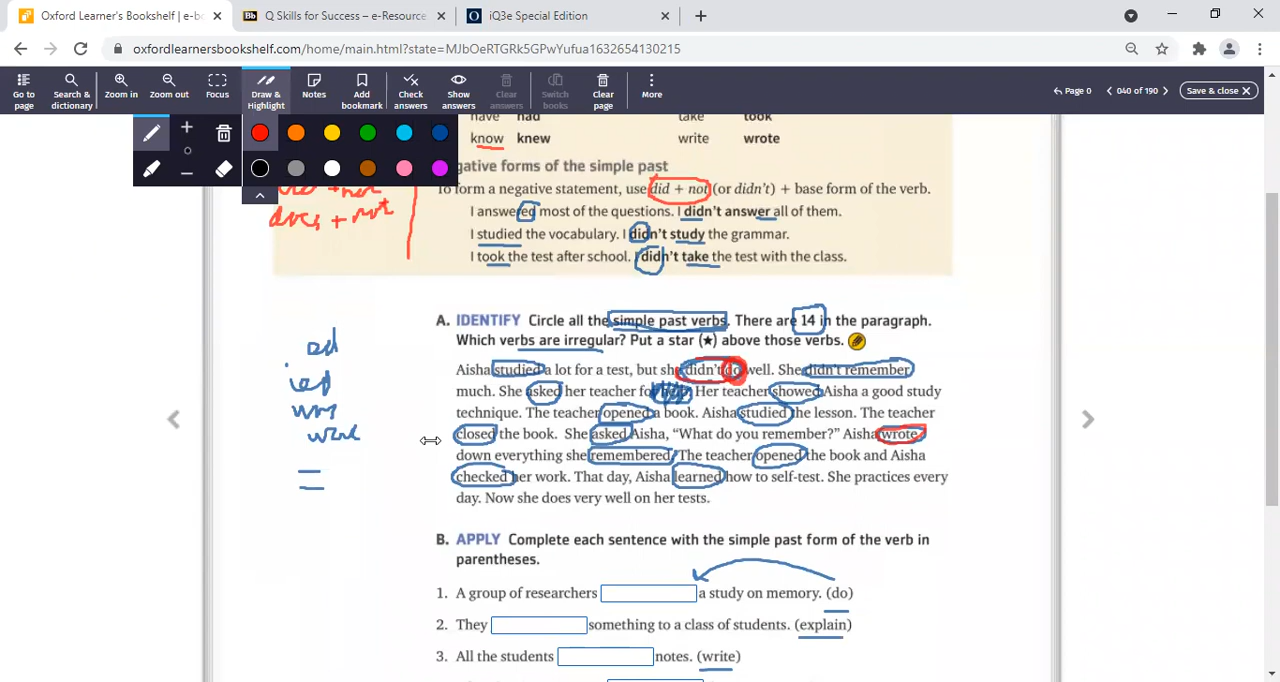 Oxford Learner's Bookshelf | e-bo
Q Skills for Success – e-Resource
iQ3e Special Edition
oxfordlearnersbookshelf.com/home/main.html?state=MJbOeRTGRk5GPwYufua1632654130215
Go to page
Search & dictionary
Zoom in
Zoom out
Focus
Draw & Highlight
Notes
Add bookmark
Check answers
Show answers
Clear answers
Switch books
Clear page
More
Page 0
040 of 190
Save & close
have had take took
know knew write wrote
gative forms of the simple past
To form a negative statement, use did + not (or didn't) + base form of the verb.
I answered most of the questions. I didn't answer all of them.
I studied the vocabulary. I didn't study the grammar.
I took the test after school. I didn't take the test with the class.
does + not
A. IDENTIFY Circle all the simple past verbs. There are 14 in the paragraph.
Which verbs are irregular? Put a star (★) above those verbs.
Aisha studied a lot for a test, but she didn't do well. She didn't remember
much. She asked her teacher for help. Her teacher showed Aisha a good study
technique. The teacher opened a book. Aisha studied the lesson. The teacher
closed the book. She asked Aisha, "What do you remember?" Aisha wrote
down everything she remembered. The teacher opened the book and Aisha
checked her work. That day, Aisha learned how to self-test. She practices every
day. Now she does very well on her tests.
ed
ied
was
B. APPLY Complete each sentence with the simple past form of the verb in
parentheses.
1. A group of researchers a study on memory. (do)
2. They something to a class of students. (explain)
3. All the students notes. (write)